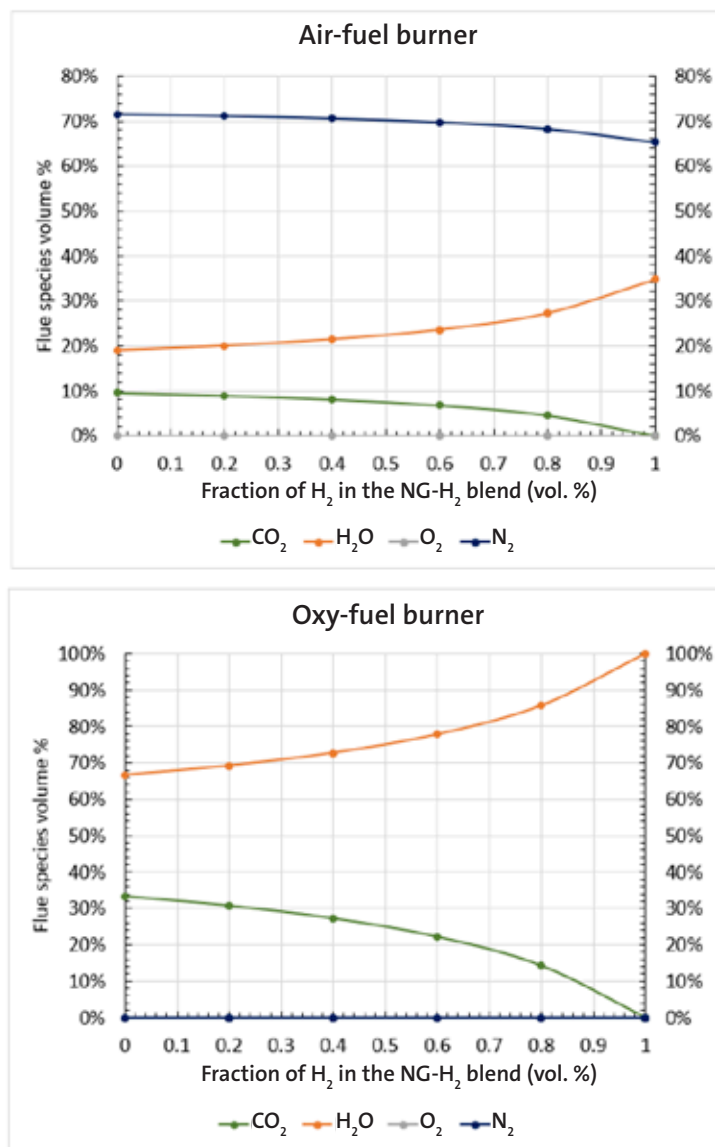 Air-fuel burner
80% 80%
70% 70%
60% 60%
50% 50%
40% 40%
30% 30%
20% 20%
10% 10%
0% 0%
Flue species volume %
0 0.1 0.2 0.3 0.4 0.5 0.6 0.7 0.8 0.9 1
Fraction of H₂ in the NG-H₂ blend (vol. %)
CO₂ H₂O O₂ N₂
Oxy-fuel burner
100% 100%
90% 90%
80% 80%
70% 70%
60% 60%
50% 50%
40% 40%
30% 30%
20% 20%
10% 10%
0% 0%
Flue species volume %
0 0.1 0.2 0.3 0.4 0.5 0.6 0.7 0.8 0.9 1
Fraction of H₂ in the NG-H₂ blend (vol. %)
CO₂ H₂O O₂ N₂